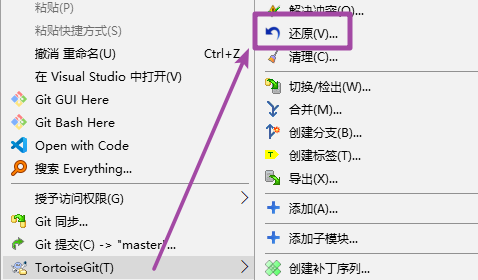 粘贴(P)
粘贴快捷方式(S)
撤消 重命名(U) Ctrl+Z
在 Visual Studio 中打开(V)
Git GUI Here
Git Bash Here
Open with Code
搜索 Everything...
授予访问权限(G)
Git 同步...
Git 提交(C) -> "master"...
TortoiseGit(T)
解决冲突(O)...
还原(V)...
清理(C)...
切换/检出(W)...
合并(M)...
创建分支(B)...
创建标签(T)...
导出(X)...
添加(A)...
添加子模块...
创建补丁序列(R)...